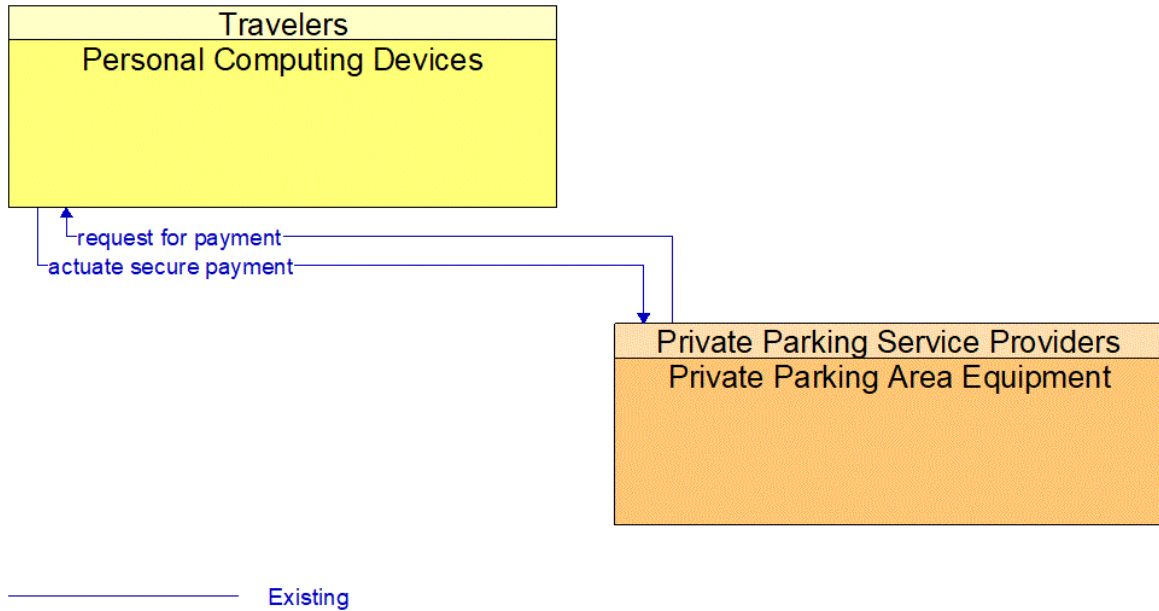 Travelers
Personal Computing Devices
request for payment
actuate secure payment
Private Parking Service Providers
Private Parking Area Equipment
Existing